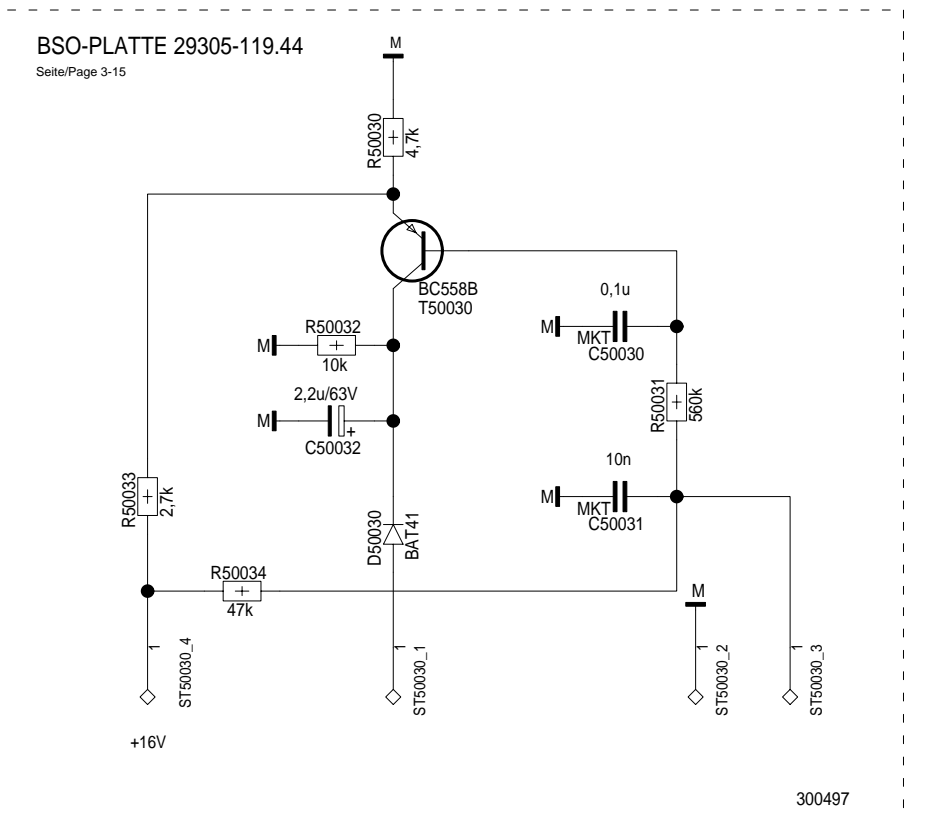 BSO-PLATTE 29305-119.44
Seite/Page 3-15
M
R50030
4,7k
BC558B
T50030
0,1u
M
MKT
C50030
R50032
M
10k
R50031
560k
2,2u/63V
M
+
C50032
10n
M
MKT
C50031
R50033
2,7k
D50030
BAT41
R50034
47k
M
1
ST50030_4
1
ST50030_1
1
ST50030_2
1
ST50030_3
+16V
300497